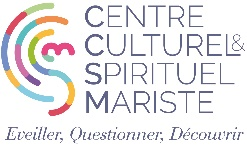 CENTRE
CULTUREL&
SPIRITUEL
MARISTE
Eveiller, Questionner, Découvrir